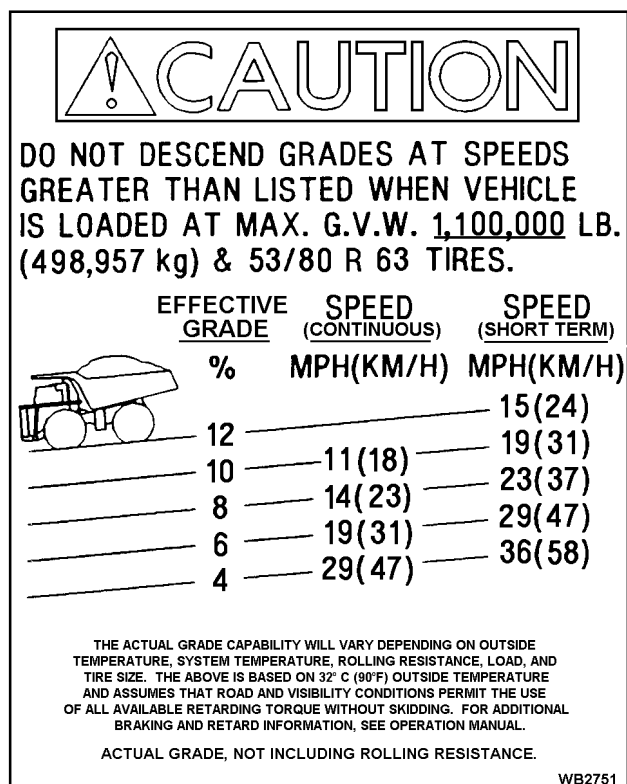 CAUTION
DO NOT DESCEND GRADES AT SPEEDS
GREATER THAN LISTED WHEN VEHICLE
IS LOADED AT MAX. G.V.W. 1,100,000 LB.
(498,957 kg) & 53/80 R 63 TIRES.
EFFECTIVE GRADE
SPEED (CONTINUOUS)
SPEED (SHORT TERM)
% MPH(KM/H) MPH(KM/H)
12 15(24)
10 11(18) 19(31)
8 14(23) 23(37)
6 19(31) 29(47)
4 29(47) 36(58)
THE ACTUAL GRADE CAPABILITY WILL VARY DEPENDING ON OUTSIDE
TEMPERATURE, SYSTEM TEMPERATURE, ROLLING RESISTANCE, LOAD, AND
TIRE SIZE. THE ABOVE IS BASED ON 32° C (90°F) OUTSIDE TEMPERATURE
AND ASSUMES THAT ROAD AND VISIBILITY CONDITIONS PERMIT THE USE
OF ALL AVAILABLE RETARDING TORQUE WITHOUT SKIDDING. FOR ADDITIONAL
BRAKING AND RETARD INFORMATION, SEE OPERATION MANUAL.
ACTUAL GRADE, NOT INCLUDING ROLLING RESISTANCE.
WB2751